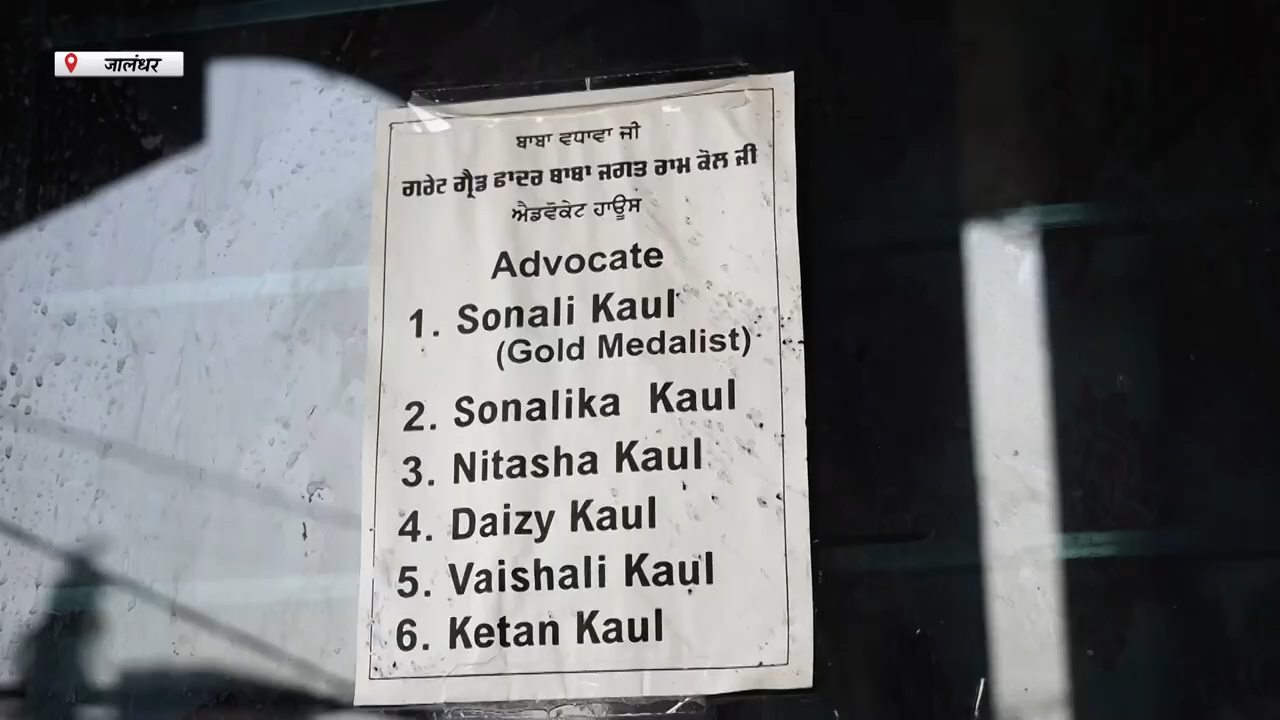 जालंधर
ਬਾਬਾ ਵਧਾਵਾ ਜੀ
ਗਰੇਟ ਗ੍ਰੈਂਡ ਫਾਦਰ ਬਾਬਾ ਜਗਤ ਰਾਮ ਕੌਲ ਜੀ
ਐਡਵੋਕੇਟ ਹਾਊਸ
Advocate
1. Sonali Kaul
(Gold Medalist)
2. Sonalika Kaul
3. Nitasha Kaul
4. Daizy Kaul
5. Vaishali Kaul
6. Ketan Kaul